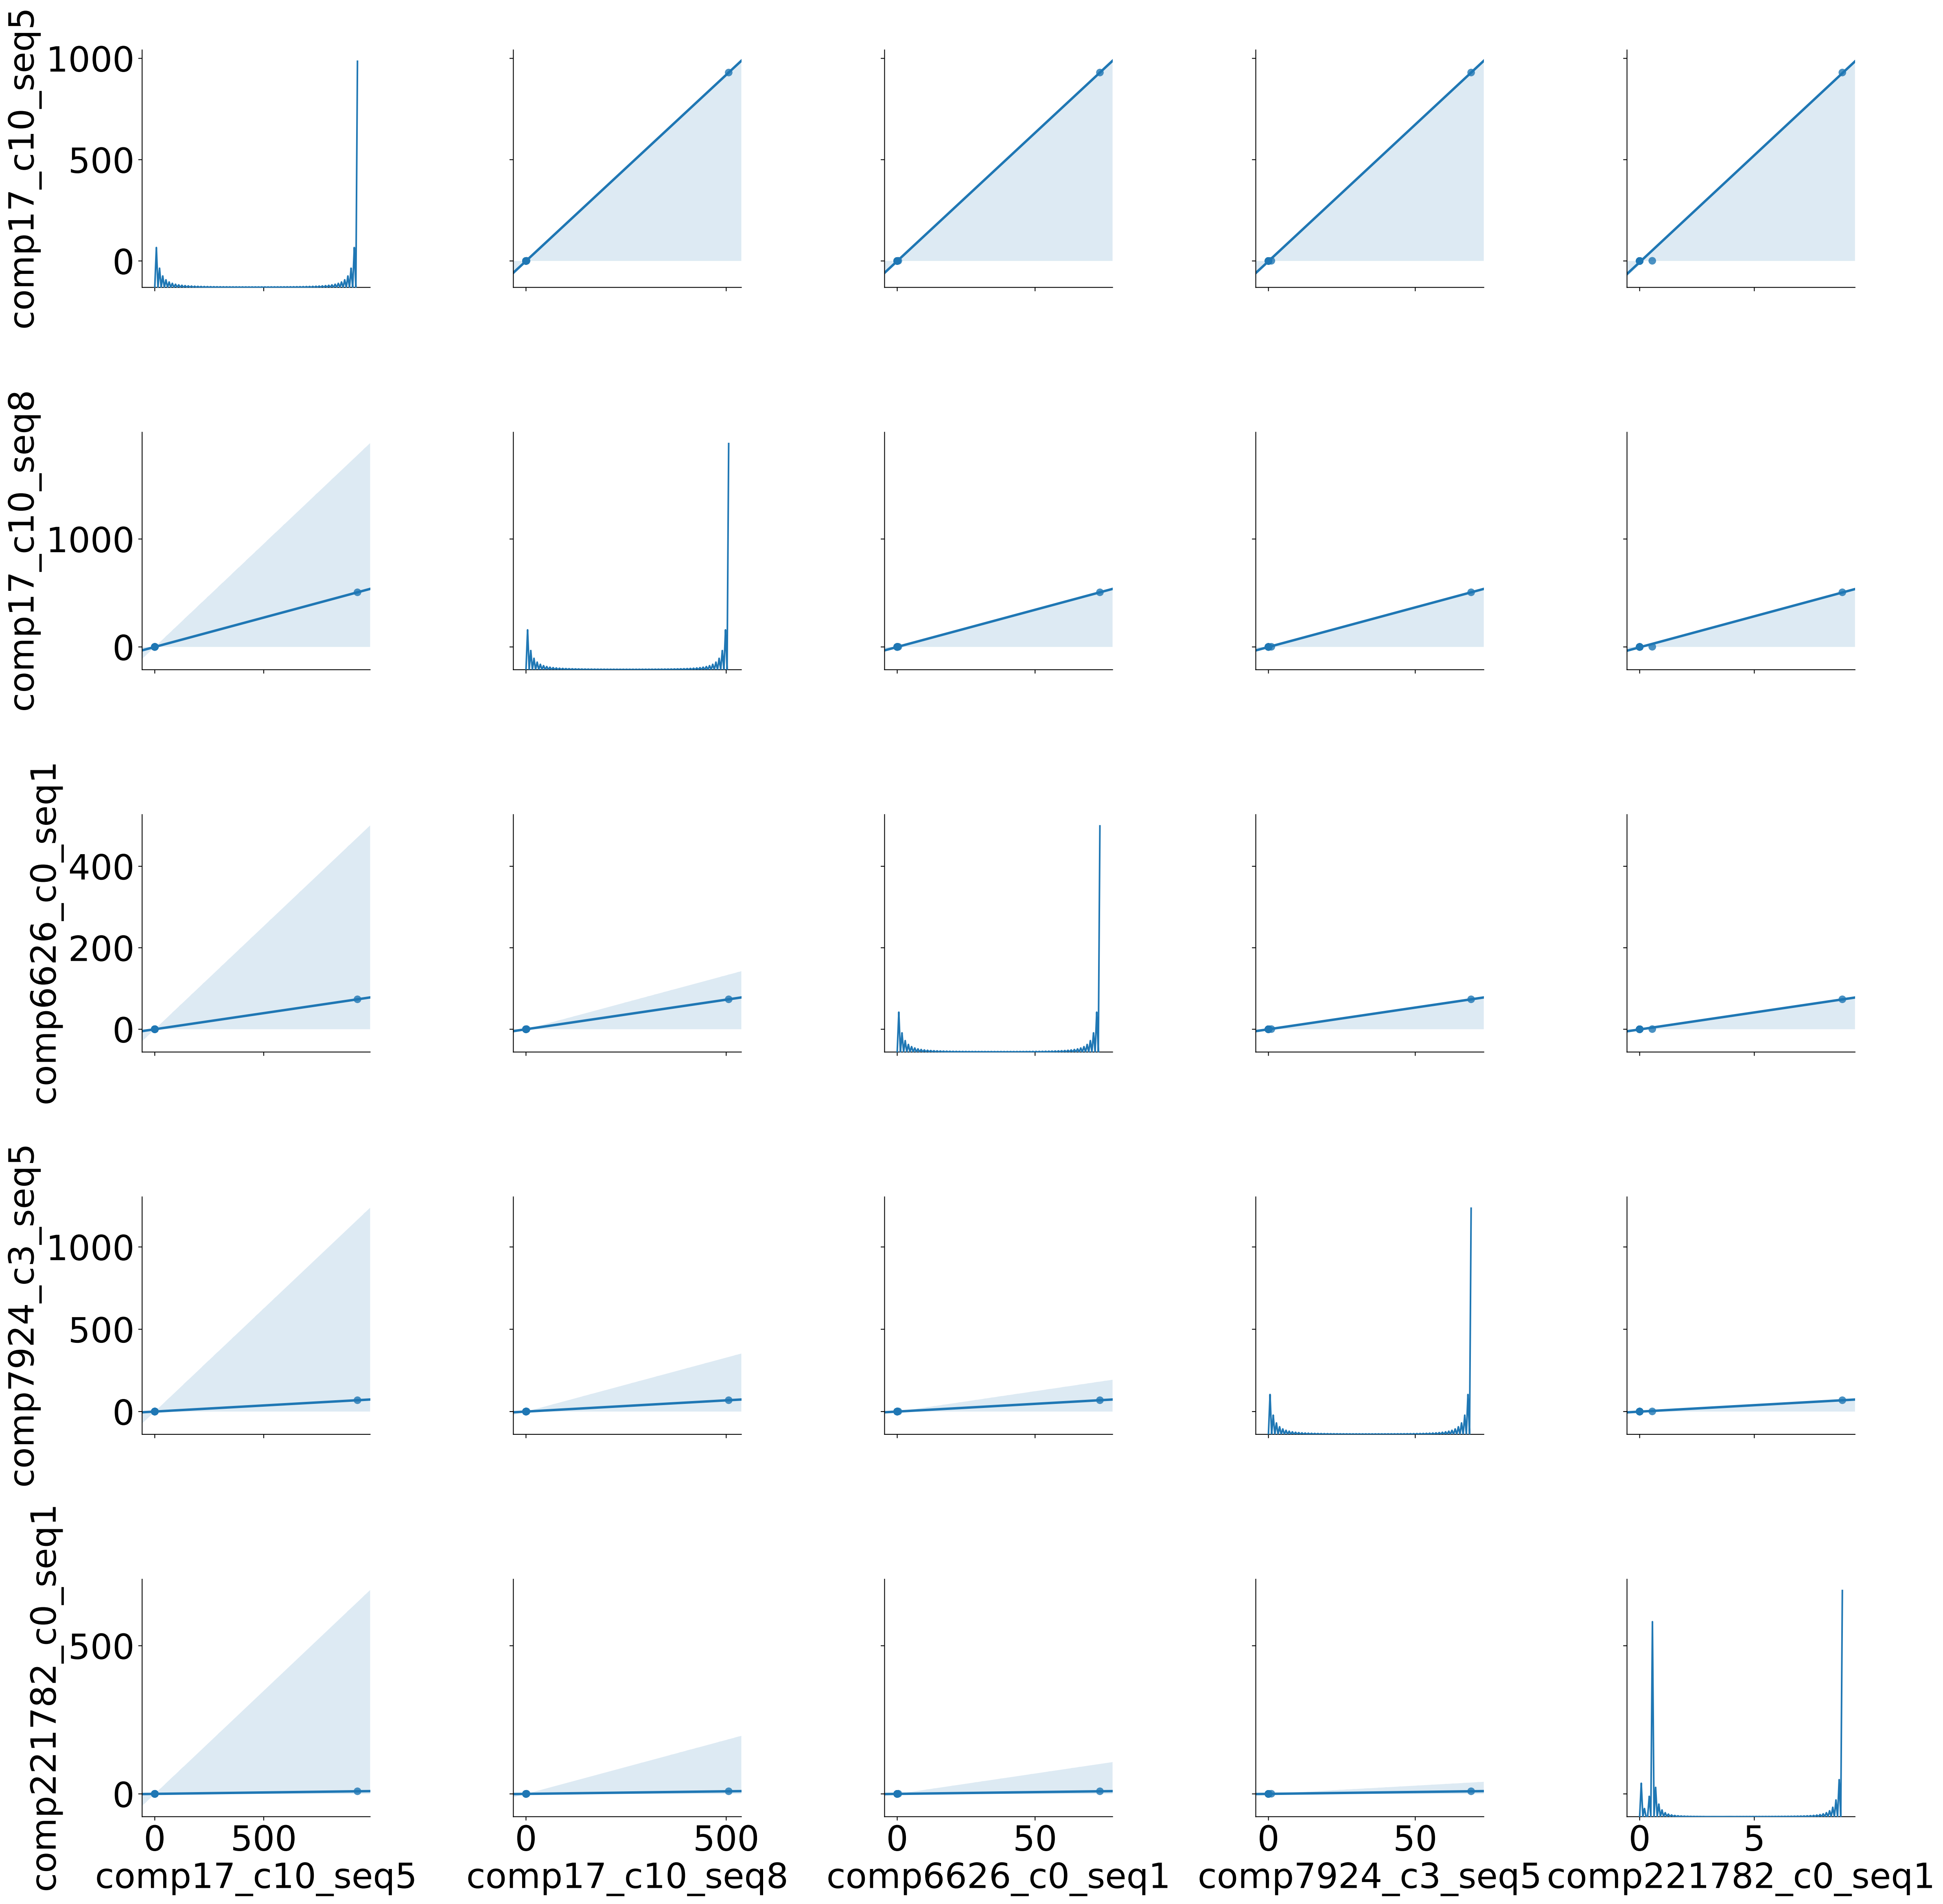 comp17_c10_seq5
1000
500
0
comp17_c10_seq8
1000
0
comp6626_c0_seq1
400
200
0
comp7924_c3_seq5
1000
500
0
comp221782_c0_seq1
500
0
0 500 0 500 0 50 0 50 0 5
comp17_c10_seq5 comp17_c10_seq8 comp6626_c0_seq1 comp7924_c3_seq5 comp221782_c0_seq1